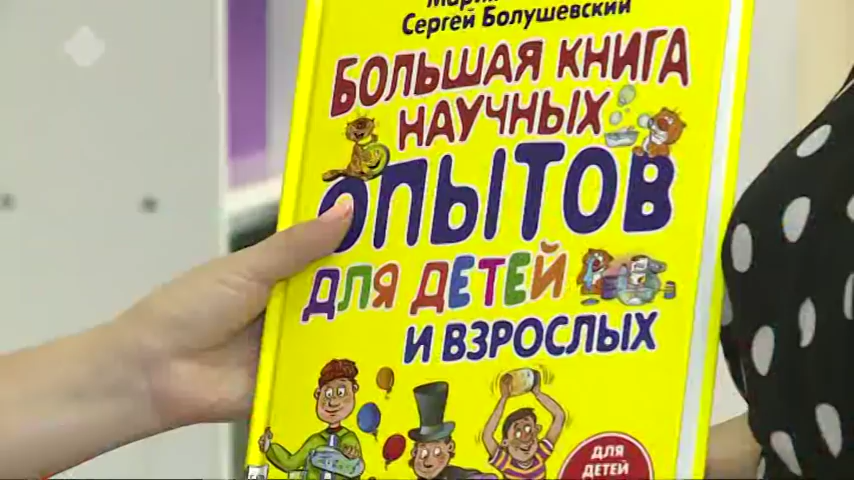 Сергей Болушевский
БОЛЬШАЯ КНИГА
НАУЧНЫХ
ОПЫТОВ
ДЛЯ ДЕТЕЙ
И ВЗРОСЛЫХ
ДЛЯ
ДЕТЕЙ